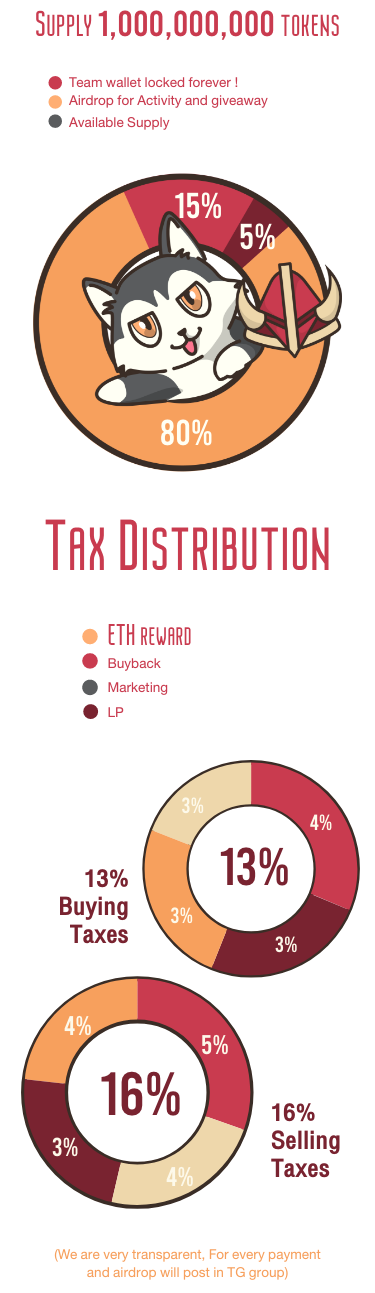 Supply 1,000,000,000 tokens
Team wallet locked forever !
Airdrop for Activity and giveaway
Available Supply
15%
5%
80%
Tax Distribution
ETH reward
Buyback
Marketing
LP
3%
4%
13%
13%
Buying
Taxes
3%
3%
4%
5%
16%
16%
Selling
Taxes
3%
4%
(We are very transparent, For every payment
and airdrop will post in TG group)